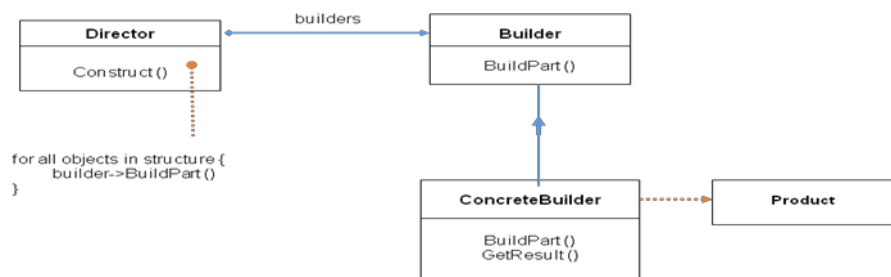 builders
Director
Construct()
Builder
BuildPart()
for all objects in structure {
builder->BuildPart()
}
ConcreteBuilder
BuildPart()
GetResult()
Product